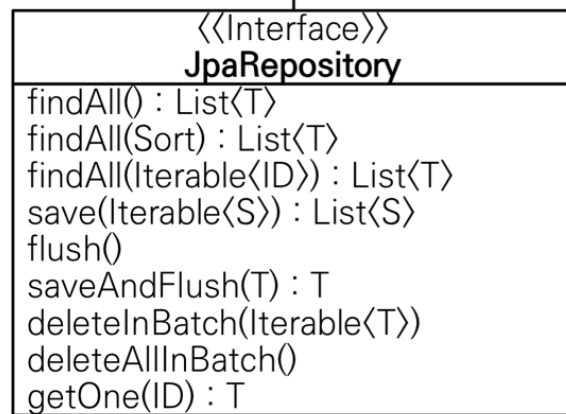 〈〈Interface〉〉
JpaRepository
findAll() : List〈T〉
findAll(Sort) : List〈T〉
findAll(Iterable〈ID〉) : List〈T〉
save(Iterable〈S〉) : List〈S〉
flush()
saveAndFlush(T) : T
deleteInBatch(Iterable〈T〉)
deleteAllInBatch()
getOne(ID) : T